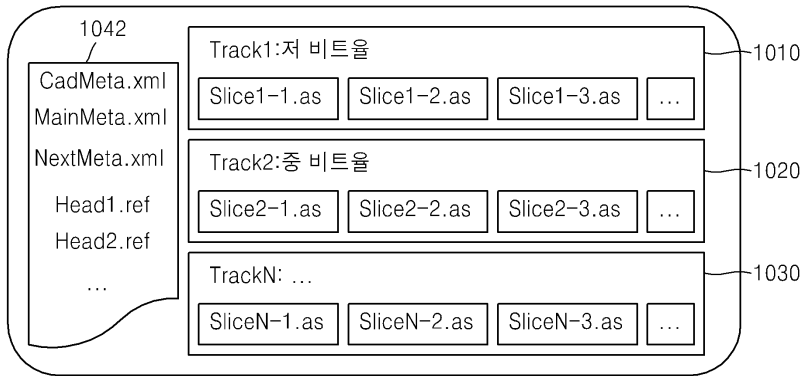 1042
CadMeta.xml
MainMeta.xml
NextMeta.xml
Head1.ref
Head2.ref
...
Track1:저 비트율
Slice1-1.as Slice1-2.as Slice1-3.as ...
1010
Track2:중 비트율
Slice2-1.as Slice2-2.as Slice2-3.as ...
1020
TrackN: ...
SliceN-1.as SliceN-2.as SliceN-3.as ...
1030